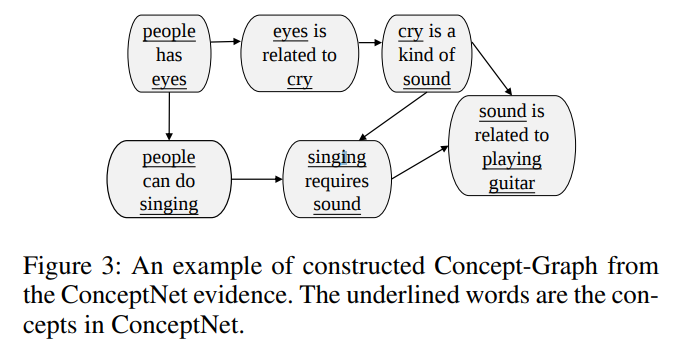 people
has
eyes
eyes is
related to
cry
cry is a
kind of
sound
sound is
related to
playing
guitar
people
can do
singing
singing
requires
sound
Figure 3: An example of constructed Concept-Graph from
the ConceptNet evidence. The underlined words are the con-
cepts in ConceptNet.